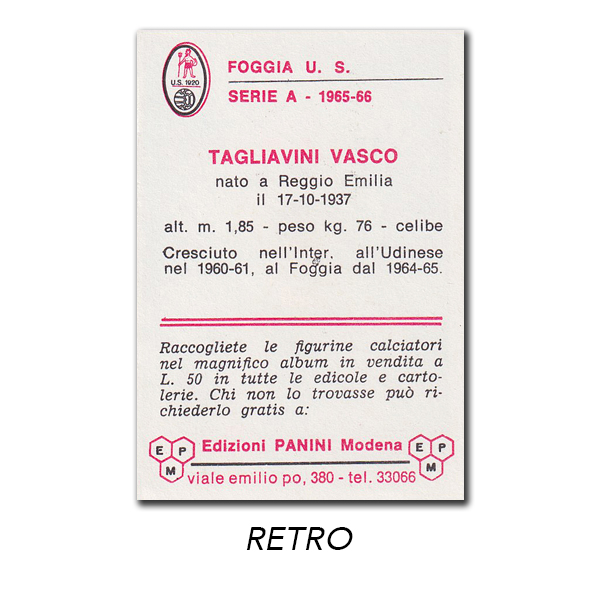 FOGGIA U. S.
U.S. 1920
SERIE A - 1965-66
TAGLIAVINI VASCO
nato a Reggio Emilia
il 17-10-1937
alt. m. 1,85 - peso kg. 76 - celibe
Cresciuto nell'Inter, all'Udinese
nel 1960-61, al Foggia dal 1964-65.
Raccogliete le figurine calciatori
nel magnifico album in vendita a
L. 50 in tutte le edicole e carto-
lerie. Chi non lo trovasse può ri-
chiederlo gratis a:
E P M Edizioni PANINI Modena E P M
viale emilio po, 380 - tel. 33066
RETRO